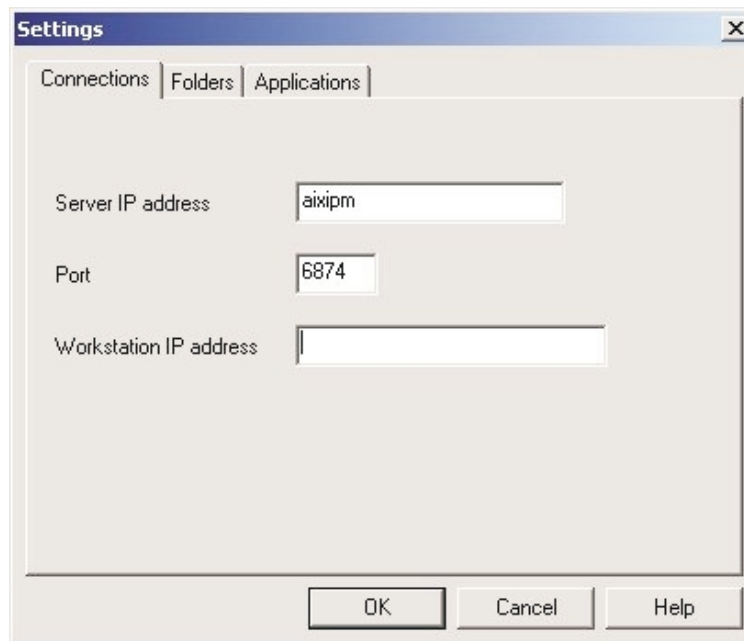 Settings
Connections Folders Applications
Server IP address aixipm
Port 6874
Workstation IP address
OK Cancel Help